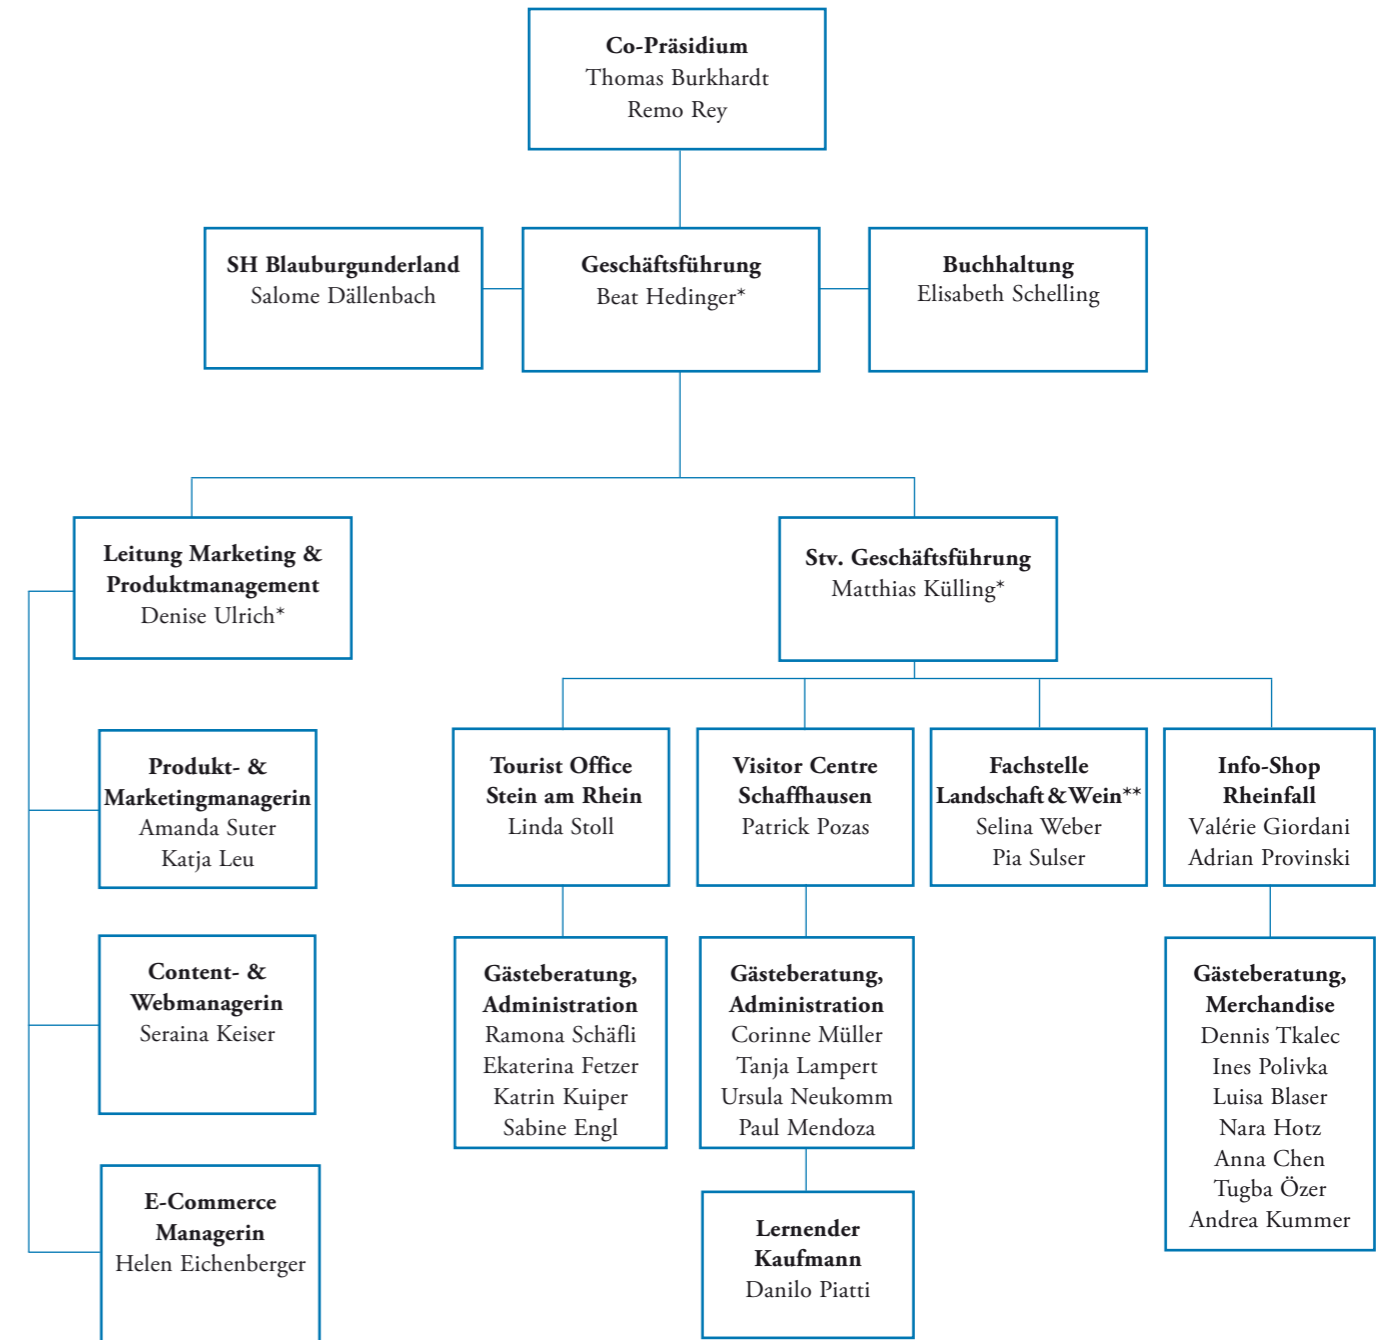 Co-Präsidium
Thomas Burkhardt
Remo Rey
SH Blauburgunderland
Salome Dällenbach
Geschäftsführung
Beat Hedinger*
Buchhaltung
Elisabeth Schelling
Leitung Marketing &
Produktmanagement
Denise Ulrich*
Stv. Geschäftsführung
Matthias Külling*
Produkt- &
Marketingmanagerin
Amanda Suter
Katja Leu
Tourist Office
Stein am Rhein
Linda Stoll
Visitor Centre
Schaffhausen
Patrick Pozas
Fachstelle
Landschaft & Wein**
Selina Weber
Pia Sulser
Info-Shop
Rheinfall
Valérie Giordani
Adrian Provinski
Content- &
Webmanagerin
Seraina Keiser
Gästeberatung,
Administration
Ramona Schäfli
Ekaterina Fetzer
Katrin Kuiper
Sabine Engl
Gästeberatung,
Administration
Corinne Müller
Tanja Lampert
Ursula Neukomm
Paul Mendoza
Gästeberatung,
Merchandise
Dennis Tkalec
Ines Polivka
Luisa Blaser
Nara Hotz
Anna Chen
Tugba Özer
Andrea Kummer
E-Commerce
Managerin
Helen Eichenberger
Lernender
Kaufmann
Danilo Piatti